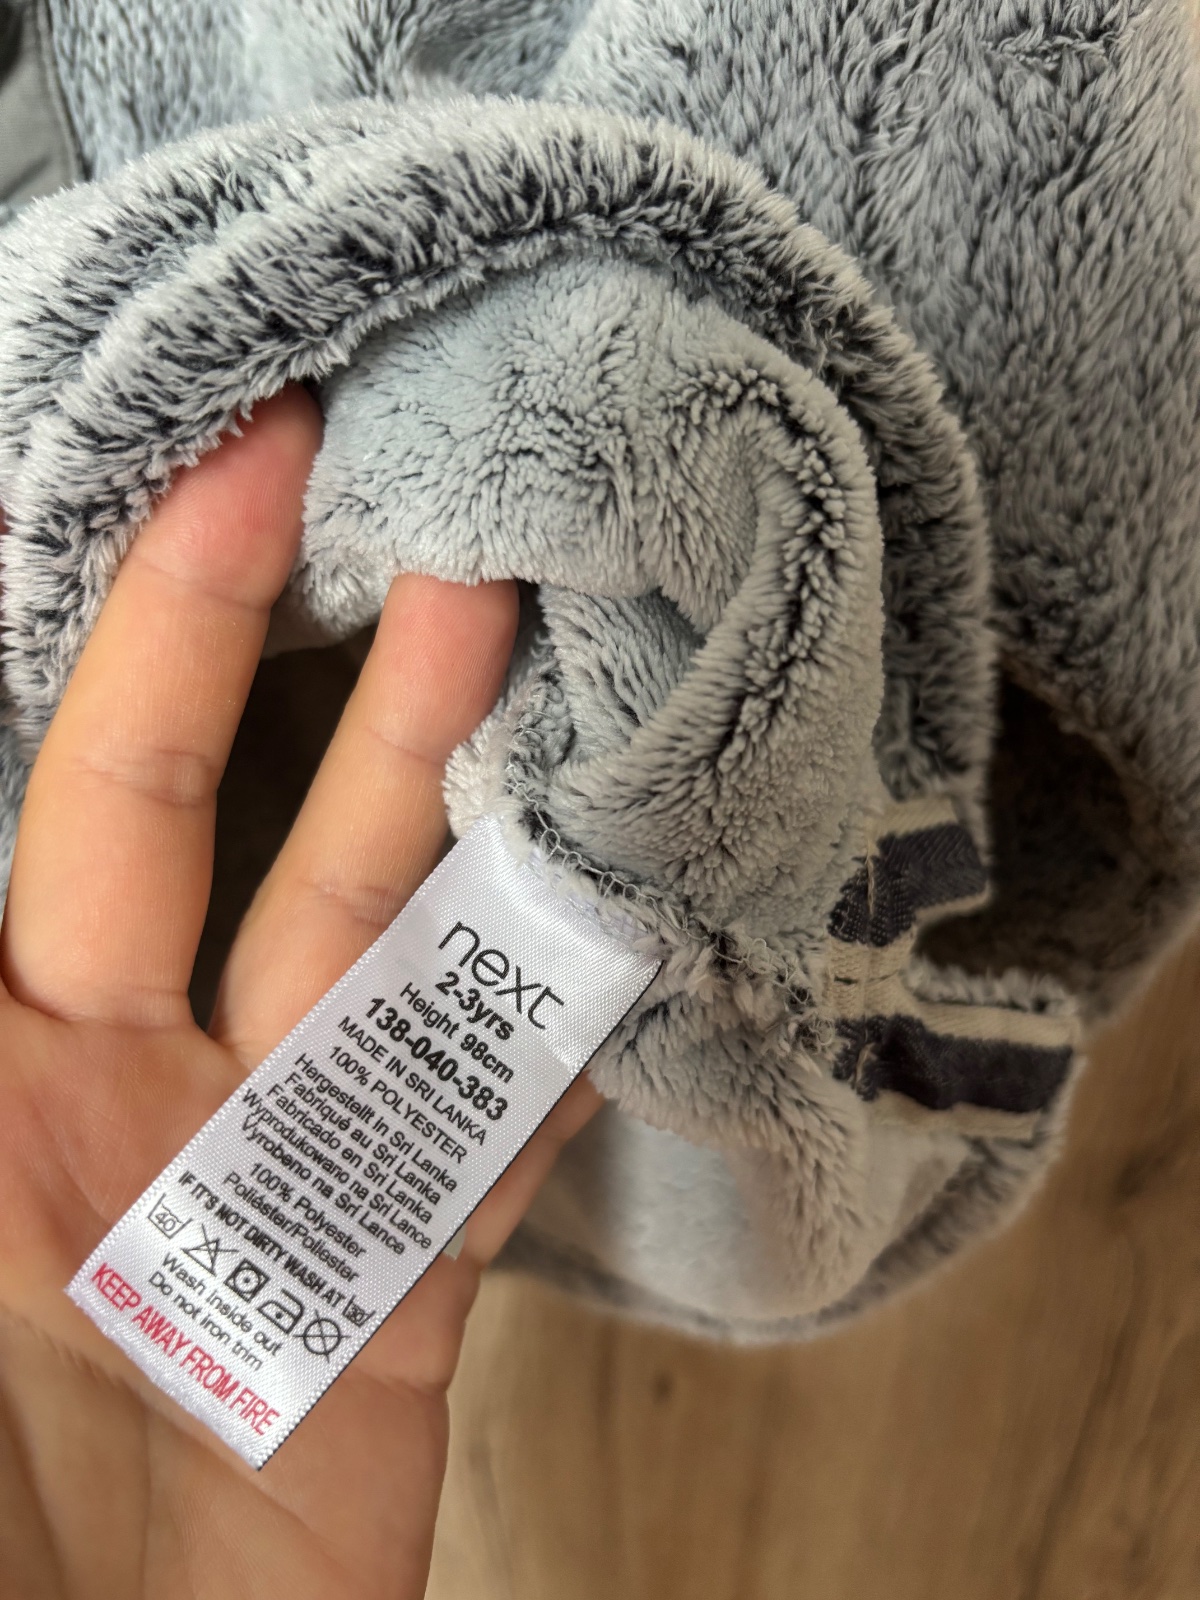 next
2-3yrs
Height 98cm
138-040-383
MADE IN SRI LANKA
100% POLYESTER
Hergestellt in Sri Lanka
Fabriqué au Sri Lanka
Fabricado en Sri Lanka
Wyprodukowano na Sri Lance
Vyrobeno na Srí Lance
100% Polyester
Poliéster/Poliester
IF IT'S NOT DIRTY WASH AT 30
40
Wash inside out
Do not iron trim
KEEP AWAY FROM FIRE